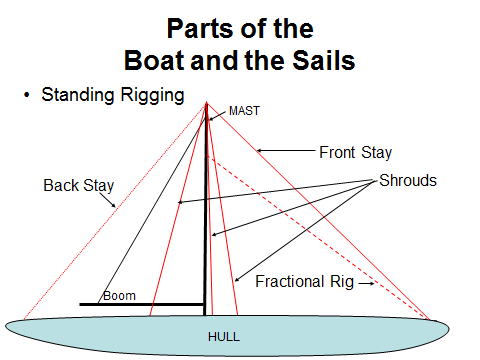 Parts of the
Boat and the Sails
• Standing Rigging
MAST
Front Stay
Shrouds
Back Stay
Fractional Rig
Boom
HULL